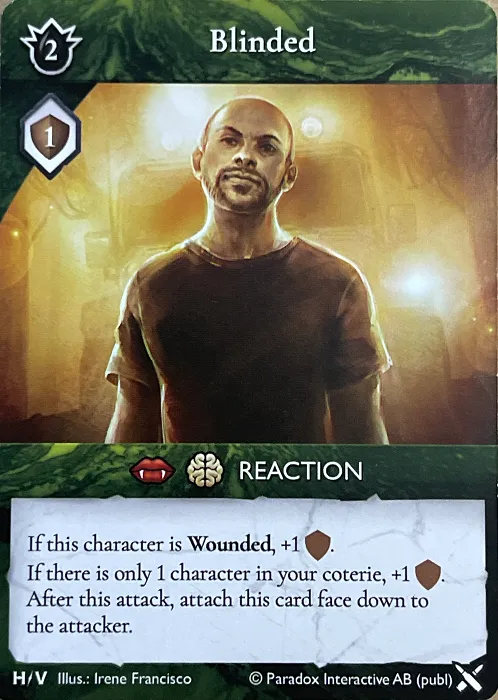 2
Blinded
1
REACTION
If this character is Wounded, +1 .
If there is only 1 character in your coterie, +1 .
After this attack, attach this card face down to
the attacker.
H/V Illus.: Irene Francisco © Paradox Interactive AB (publ)